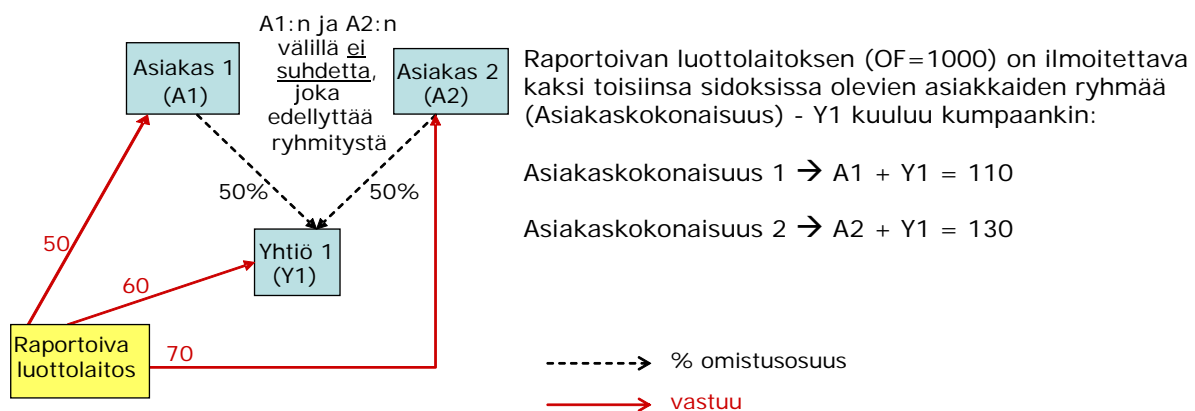 A1:n ja A2:n
välillä ei
suhdetta,
joka
edellyttää
ryhmitystä
Asiakas 1
(A1)
Asiakas 2
(A2)
50%
50%
Yhtiö 1
(Y1)
50
60
70
Raportoiva
luottolaitos
Raportoivan luottolaitoksen (OF=1000) on ilmoitettava
kaksi toisiinsa sidoksissa olevien asiakkaiden ryhmää
(Asiakaskokonaisuus) - Y1 kuuluu kumpaankin:
Asiakaskokonaisuus 1 → A1 + Y1 = 110
Asiakaskokonaisuus 2 → A2 + Y1 = 130
% omistusosuus
vastuu